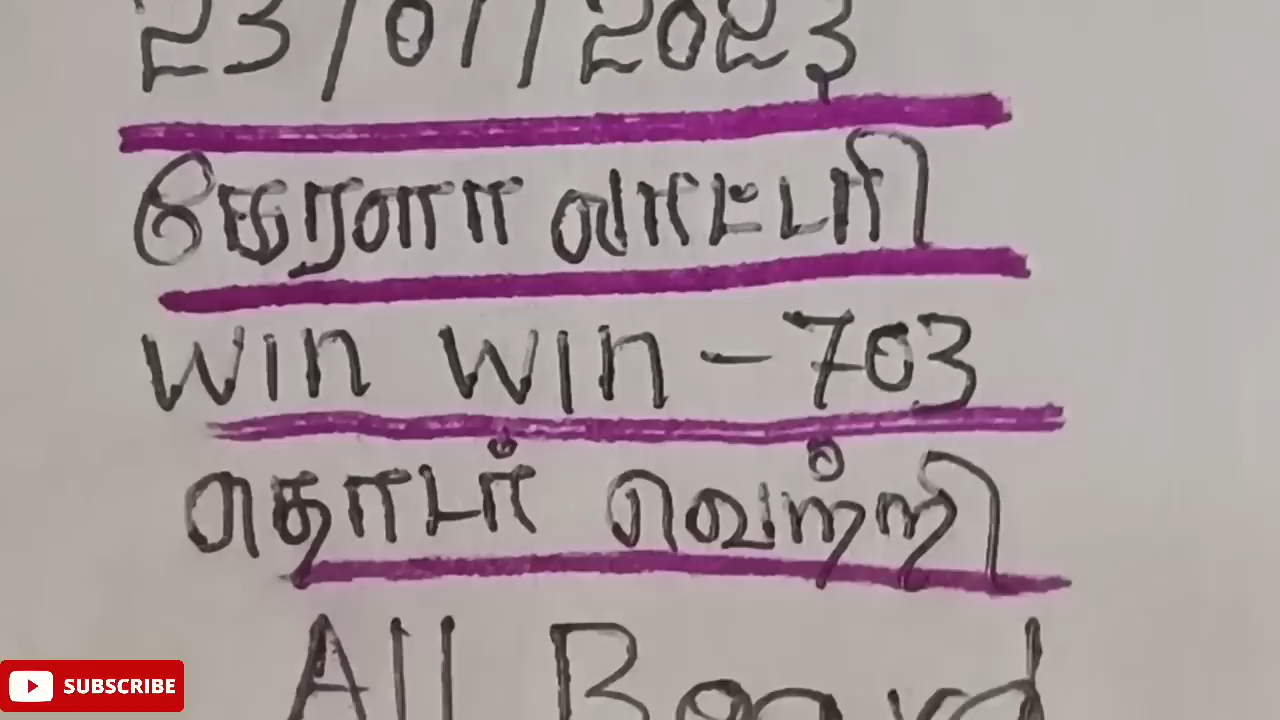 23/07/2023
கேரளா லாட்டரி
Win Win - 703
தொடர் வெற்றி
All Board
SUBSCRIBE